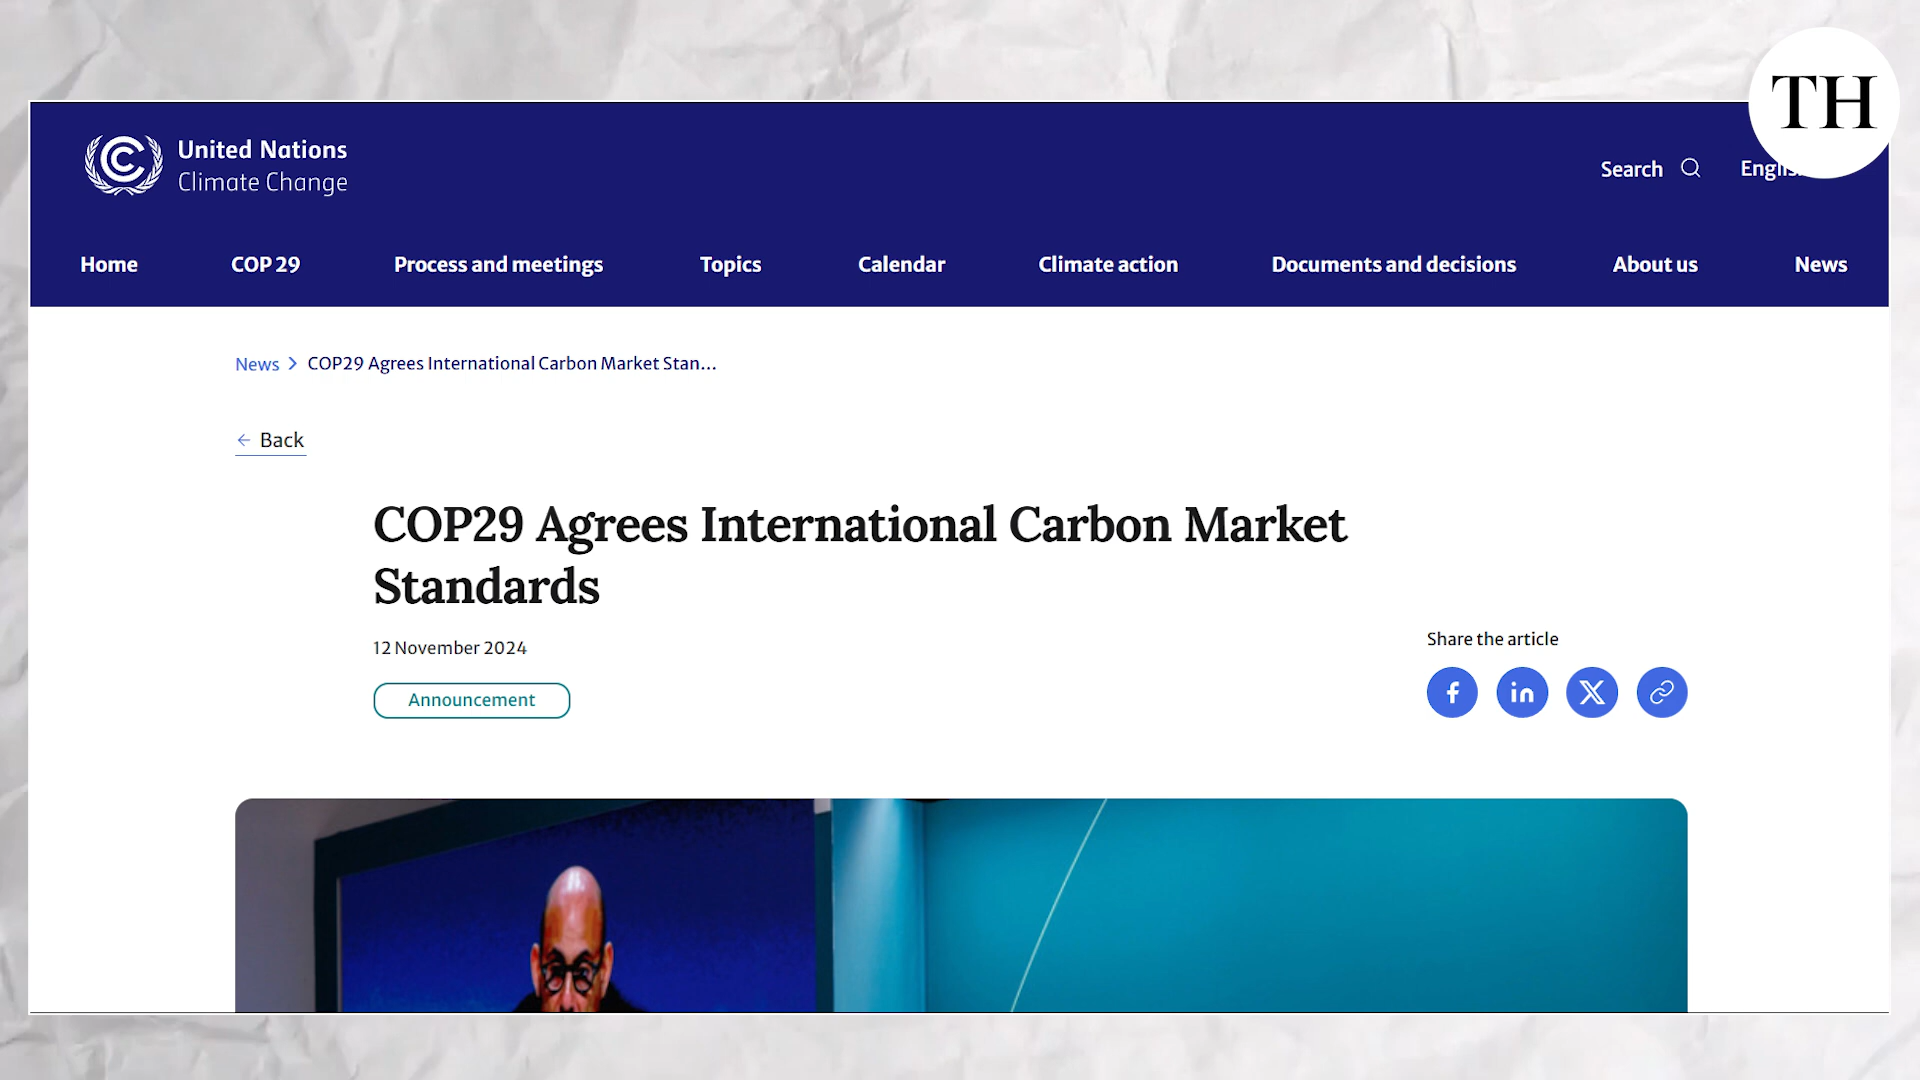 TH
United Nations
Climate Change
Search
Home
COP 29
Process and meetings
Topics
Calendar
Climate action
Documents and decisions
About us
News
News > COP29 Agrees International Carbon Market Stan...
← Back
COP29 Agrees International Carbon Market
Standards
12 November 2024
Share the article
Announcement